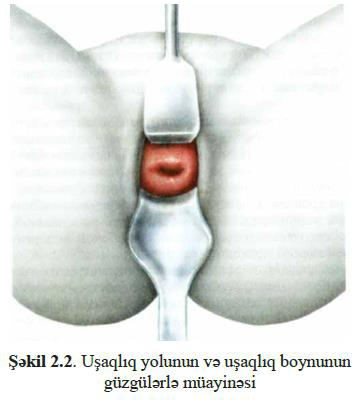 Şəkil 2.2. Uşaqlıq yolunun və uşaqlıq boynunun
güzgülərlə müayinəsi